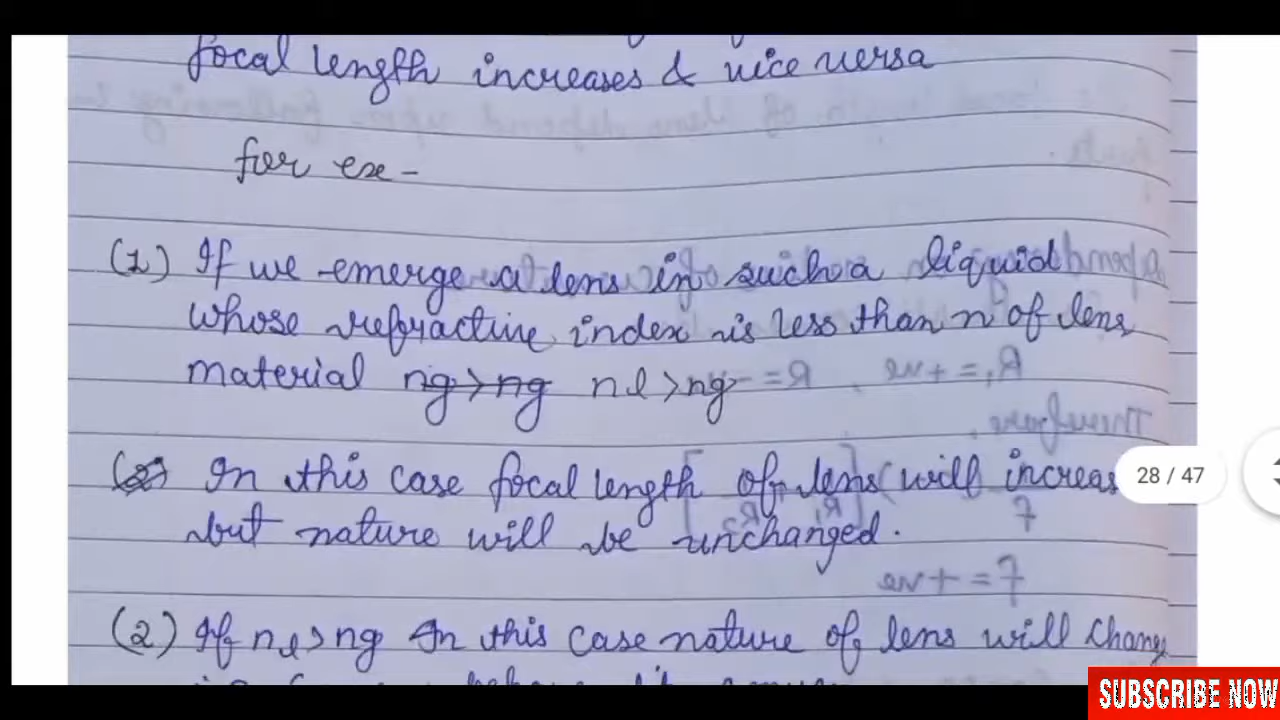 focal length increases & vice versa
for ex -
(1) If we emerge a lens in such a liquid
whose refractive index is less than n of lens
material ng>ng nl>ng
(2) In this case focal length of lens will increas
but nature will be unchanged.
28 / 47
(2) If nl>ng In this case nature of lens will change
SUBSCRIBE NOW